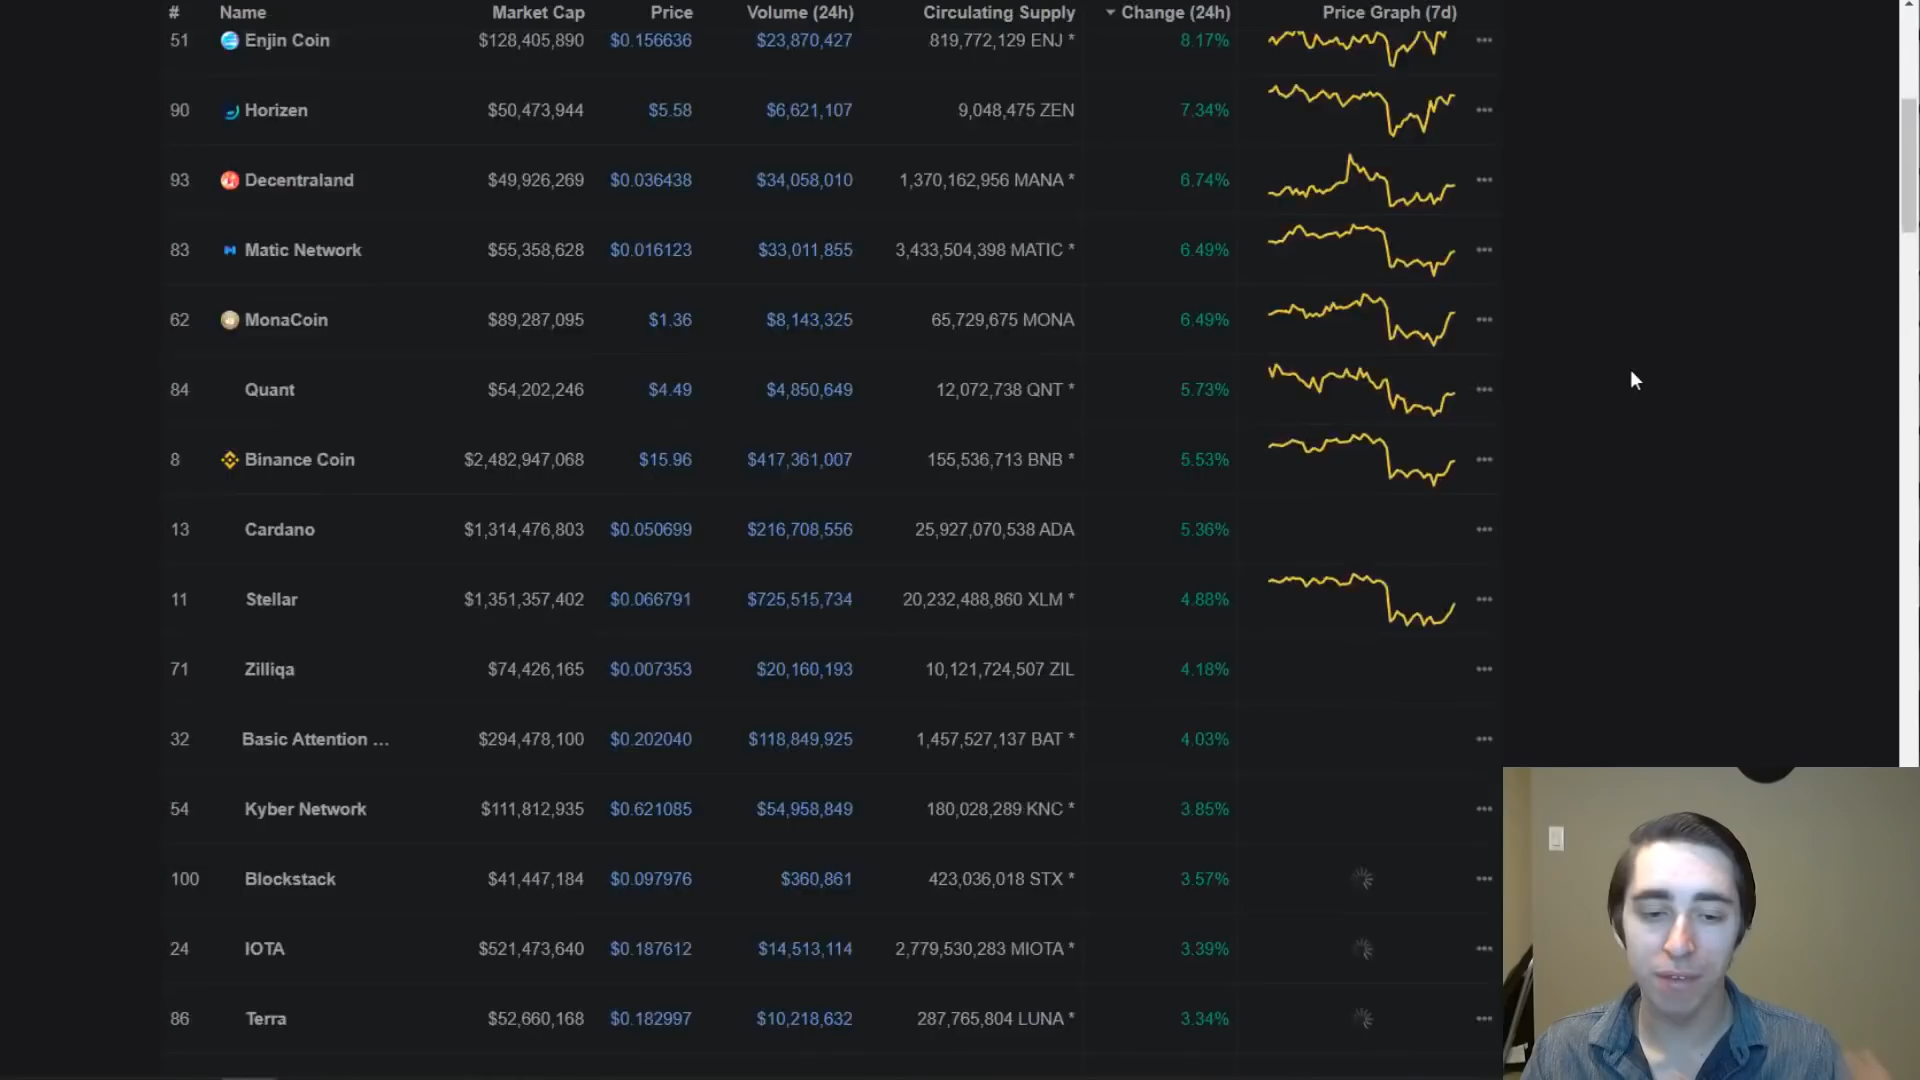 # Name Market Cap Price Volume (24h) Circulating Supply Change (24h) Price Graph (7d)
51 Enjin Coin $128,405,890 $0.156636 $23,870,427 819,772,129 ENJ * 8.17%
90 Horizen $50,473,944 $5.58 $6,621,107 9,048,475 ZEN 7.34%
93 Decentraland $49,926,269 $0.036438 $34,058,010 1,370,162,956 MANA * 6.74%
83 Matic Network $55,358,628 $0.016123 $33,011,855 3,433,504,398 MATIC * 6.49%
62 MonaCoin $89,287,095 $1.36 $8,143,325 65,729,675 MONA 6.49%
84 Quant $54,202,246 $4.49 $4,850,649 12,072,738 QNT * 5.73%
8 Binance Coin $2,482,947,068 $15.96 $417,361,007 155,536,713 BNB * 5.53%
13 Cardano $1,314,476,803 $0.050699 $216,708,556 25,927,070,538 ADA 5.36%
11 Stellar $1,351,357,402 $0.066791 $725,515,734 20,232,488,860 XLM * 4.88%
71 Zilliqa $74,426,165 $0.007353 $20,160,193 10,121,724,507 ZIL 4.18%
32 Basic Attention ... $294,478,100 $0.202040 $118,849,925 1,457,527,137 BAT * 4.03%
54 Kyber Network $111,812,935 $0.621085 $54,958,849 180,028,289 KNC * 3.85%
100 Blockstack $41,447,184 $0.097976 $360,861 423,036,018 STX * 3.57%
24 IOTA $521,473,640 $0.187612 $14,513,114 2,779,530,283 MIOTA * 3.39%
86 Terra $52,660,168 $0.182997 $10,218,632 287,765,804 LUNA * 3.34%